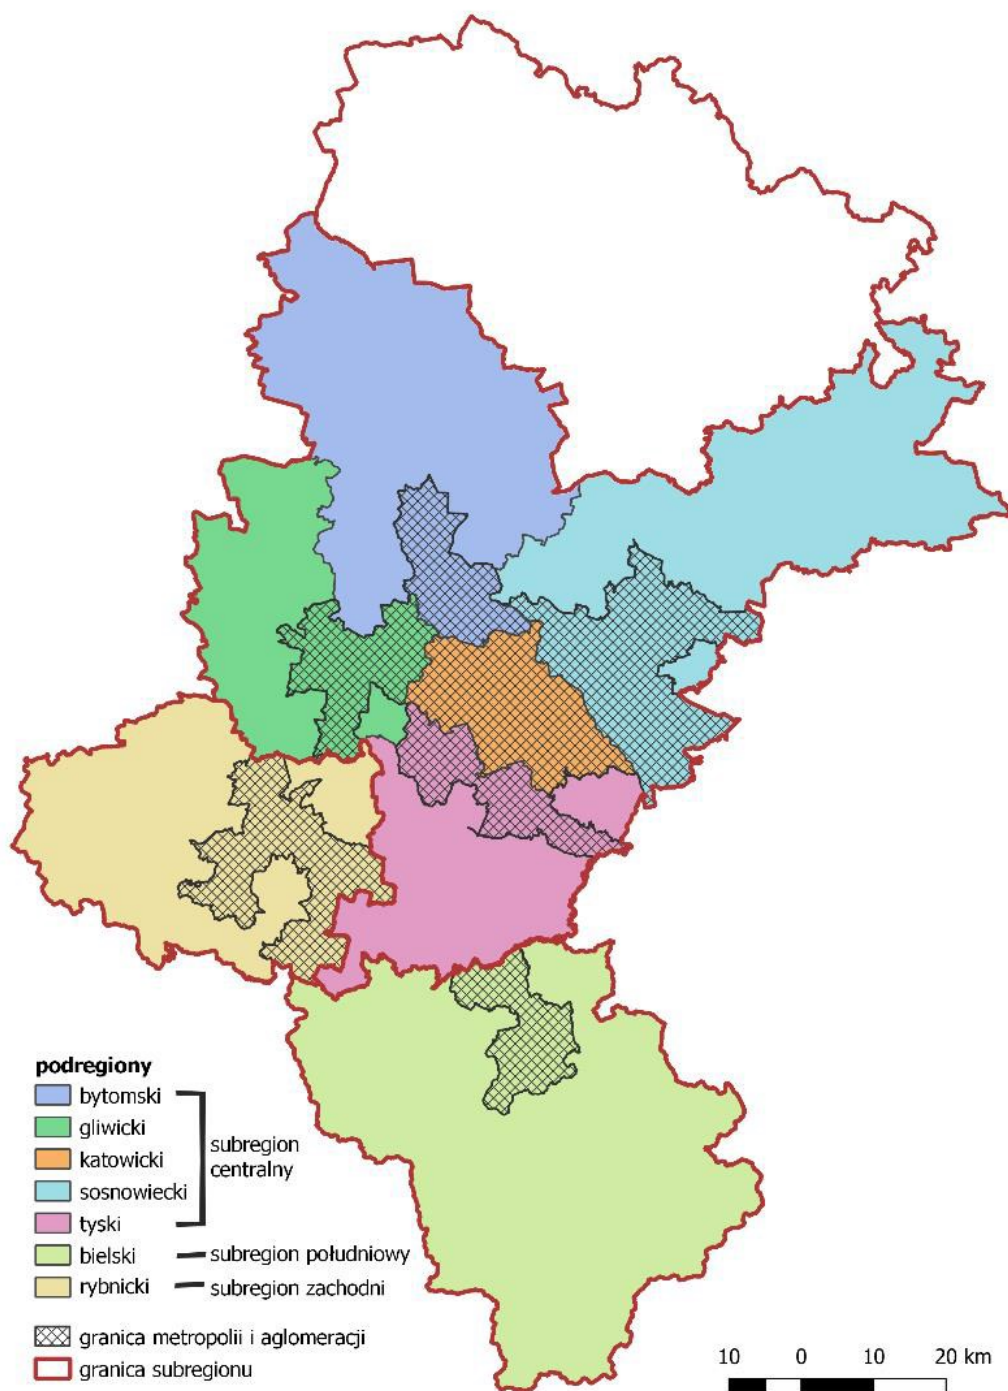 podregiony
bytomski
gliwicki
katowicki
sosnowiecki
tyski
bielski
rybnicki
subregion
centralny
subregion południowy
subregion zachodni
granica metropolii i aglomeracji
granica subregionu
10 0 10 20 km